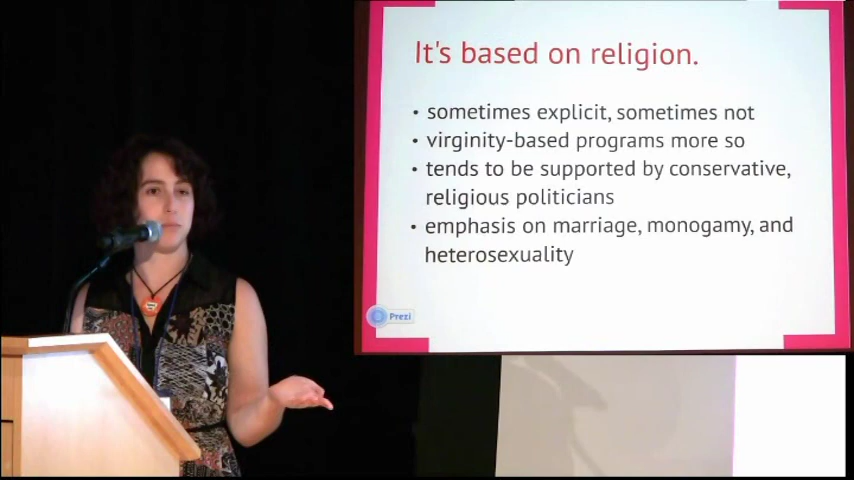 It's based on religion.
• sometimes explicit, sometimes not
• virginity-based programs more so
• tends to be supported by conservative,
religious politicians
• emphasis on marriage, monogamy, and
heterosexuality
Prezi